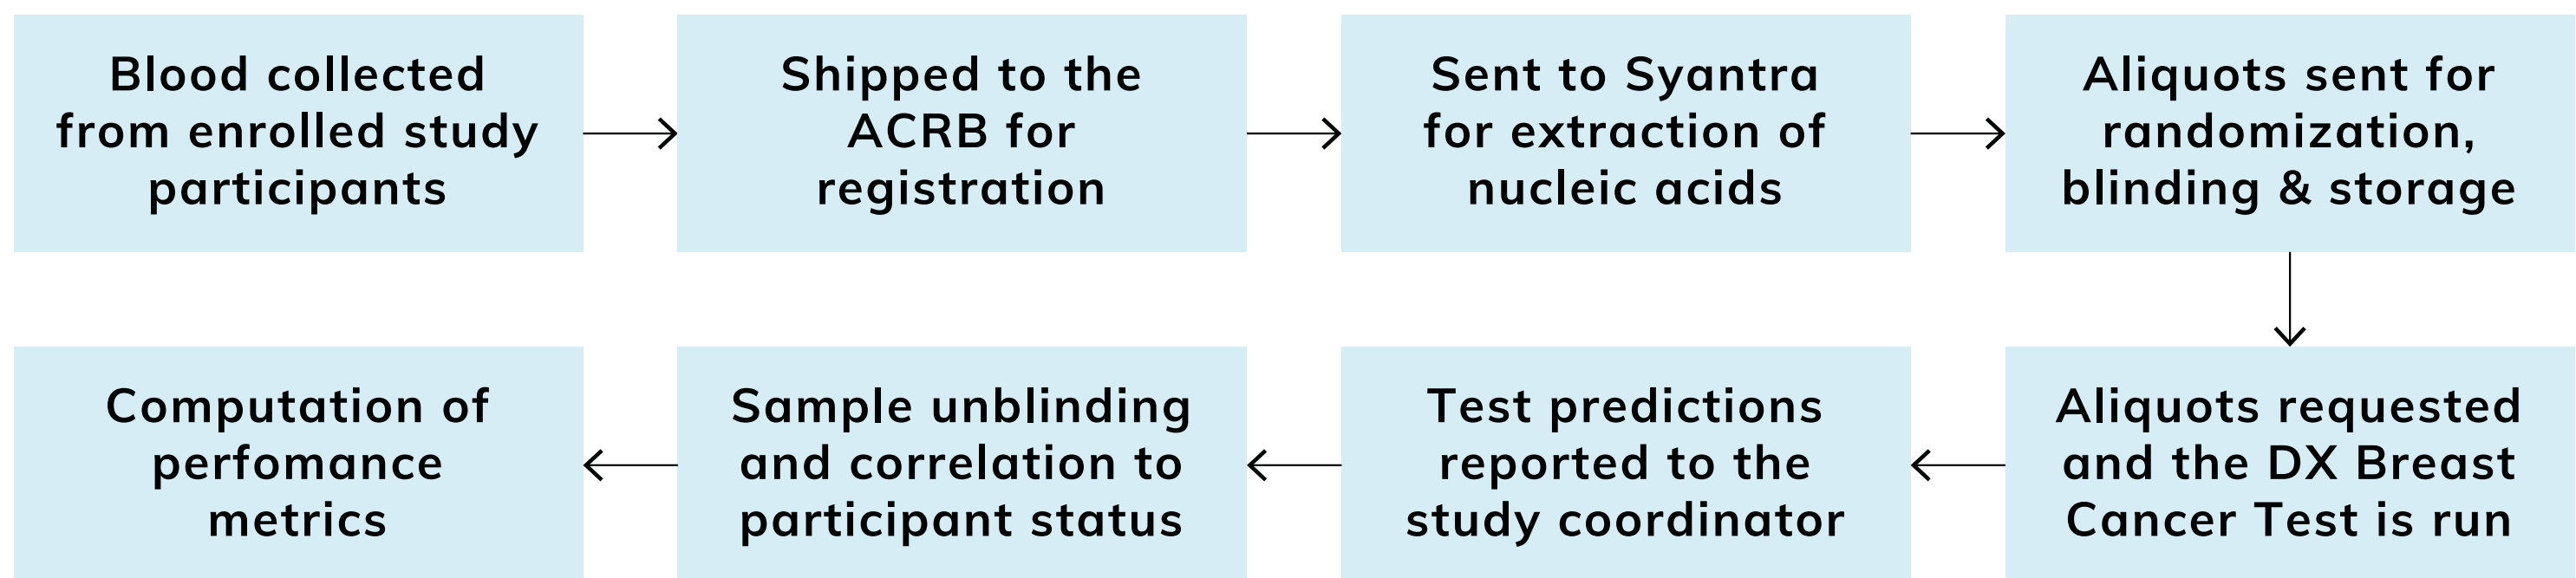 Blood collected
from enrolled study
participants
Shipped to the
ACRB for
registration
Sent to Syantra
for extraction of
nucleic acids
Aliquots sent for
randomization,
blinding & storage
Aliquots requested
and the DX Breast
Cancer Test is run
Test predictions
reported to the
study coordinator
Sample unblinding
and correlation to
participant status
Computation of
perfomance
metrics